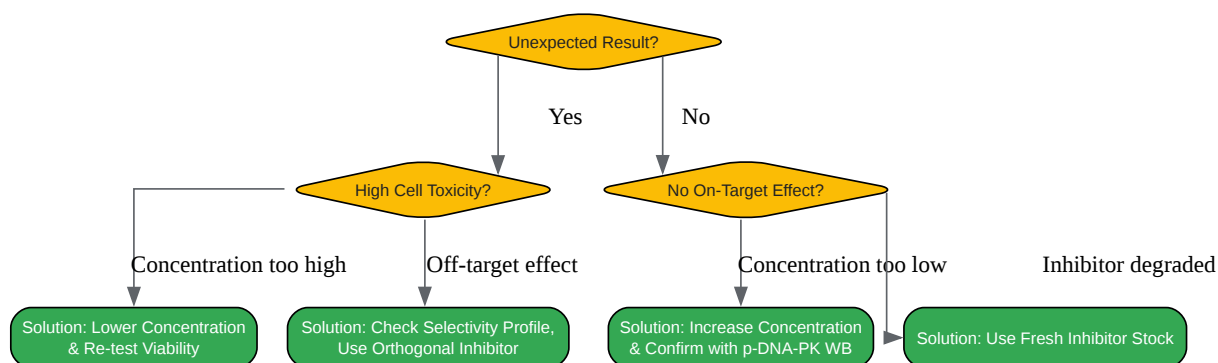 Unexpected Result?
Yes
No
High Cell Toxicity?
No On-Target Effect?
Concentration too high
Off-target effect
Concentration too low
Inhibitor degraded
Solution: Lower Concentration
& Re-test Viability
Solution: Check Selectivity Profile,
Use Orthogonal Inhibitor
Solution: Increase Concentration
& Confirm with p-DNA-PK WB
Solution: Use Fresh Inhibitor Stock